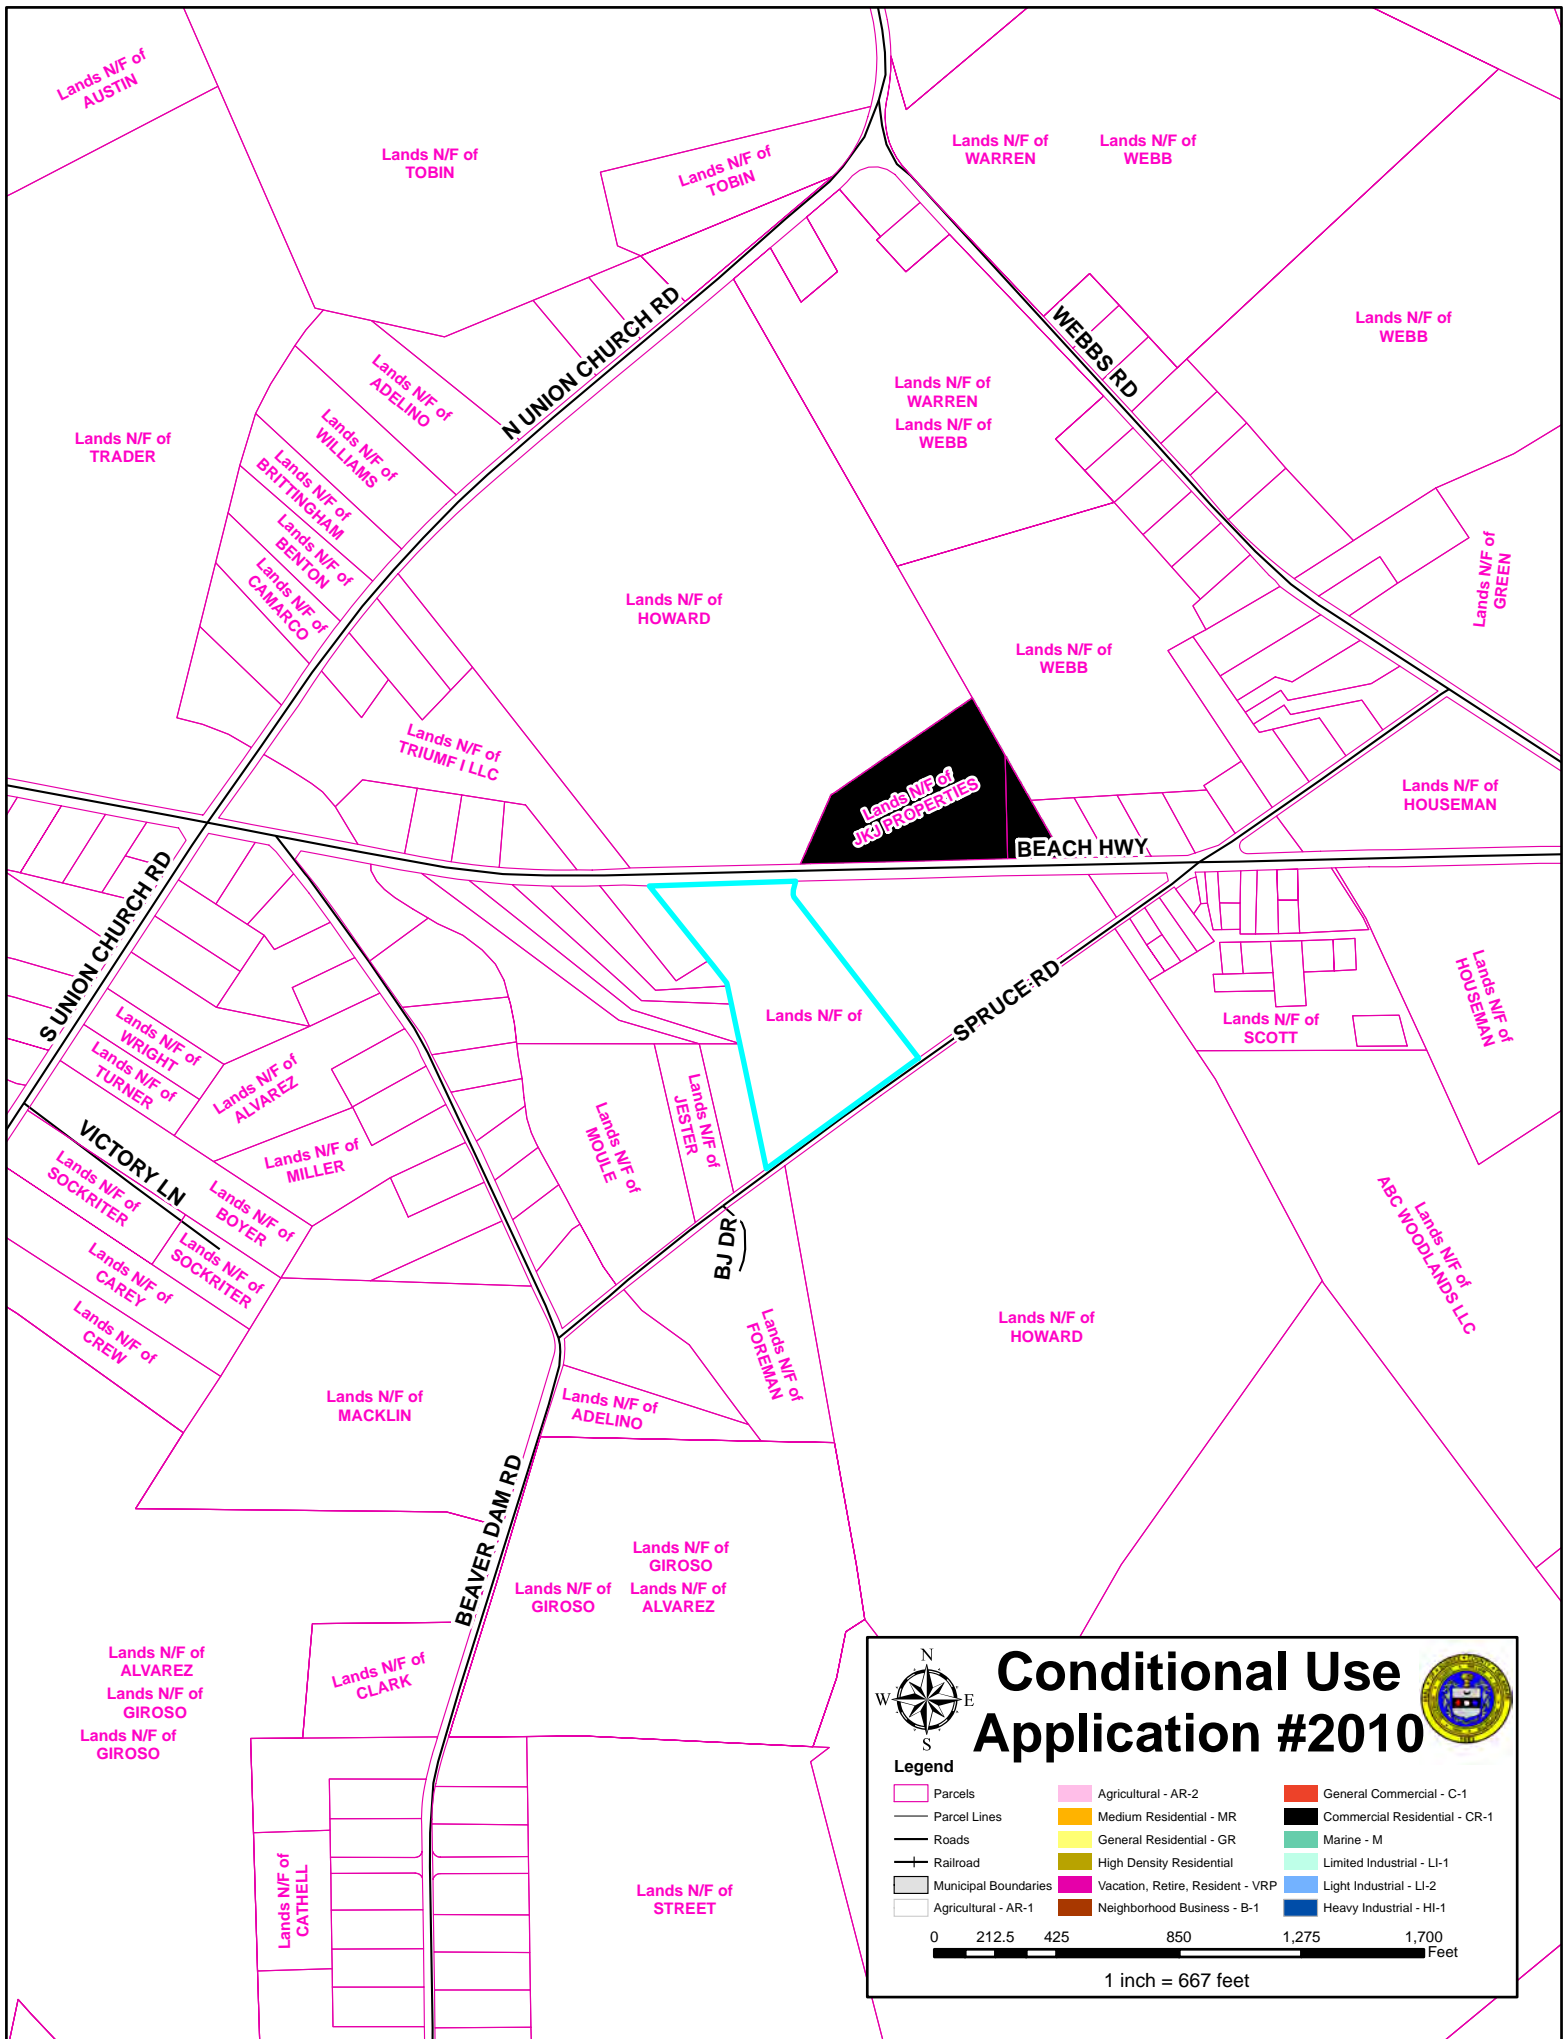 Lands N/F of
AUSTIN
Lands N/F of
TOBIN
Lands N/F of
TOBIN
Lands N/F of
WARREN
Lands N/F of
WEBB
Lands N/F of
WEBB
WEBBS RD
N UNION CHURCH RD
Lands N/F of
ADELINO
Lands N/F of
WILLIAMS
Lands N/F of
BRITTINGHAM
Lands N/F of
BENTON
Lands N/F of
CAMARCO
Lands N/F of
TRADER
Lands N/F of
WARREN
Lands N/F of
WEBB
Lands N/F of
GREEN
Lands N/F of
HOWARD
Lands N/F of
WEBB
Lands N/F of
TRIUMF I LLC
Lands N/F of
JKJ PROPERTIES
Lands N/F of
HOUSEMAN
BEACH HWY
S UNION CHURCH RD
SPRUCE RD
Lands N/F of
Lands N/F of
SCOTT
Lands N/F of
HOUSEMAN
Lands N/F of
WRIGHT
Lands N/F of
TURNER
Lands N/F of
ALVAREZ
Lands N/F of
MILLER
Lands N/F of
MOULE
Lands N/F of
JESTER
VICTORY LN
Lands N/F of
SOCKRITER
Lands N/F of
BOYER
Lands N/F of
SOCKRITER
Lands N/F of
CAREY
Lands N/F of
CREW
BJ DR
Lands N/F of
ABC WOODLANDS LLC
Lands N/F of
HOWARD
Lands N/F of
FOREMAN
Lands N/F of
MACKLIN
Lands N/F of
ADELINO
BEAVER DAM RD
Lands N/F of
GIROSO
Lands N/F of
GIROSO
Lands N/F of
ALVAREZ
Lands N/F of
ALVAREZ
Lands N/F of
GIROSO
Lands N/F of
GIROSO
Lands N/F of
CLARK
Lands N/F of
CATHELL
Lands N/F of
STREET
N
W
E
S
Conditional Use
Application #2010
Legend
Parcels
Parcel Lines
Roads
Railroad
Municipal Boundaries
Agricultural - AR-1
Agricultural - AR-2
Medium Residential - MR
General Residential - GR
High Density Residential
Vacation, Retire, Resident - VRP
Neighborhood Business - B-1
General Commercial - C-1
Commercial Residential - CR-1
Marine - M
Limited Industrial - LI-1
Light Industrial - LI-2
Heavy Industrial - HI-1
0 212.5 425 850 1,275 1,700
Feet
1 inch = 667 feet